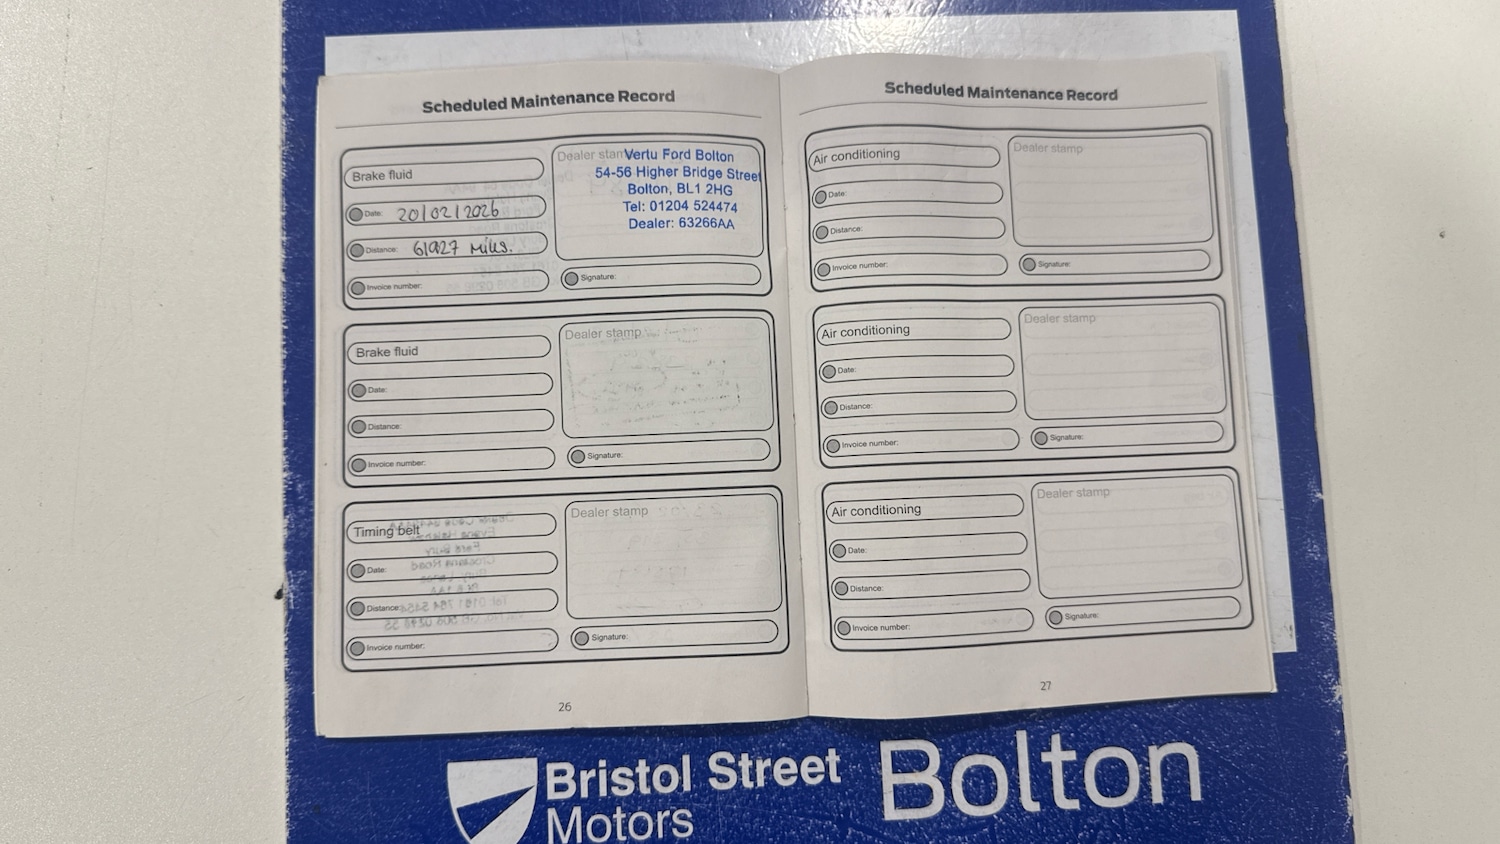 Scheduled Maintenance Record
Brake fluid
Date: 20/02/2026
Distance: 61927 Miles.
Invoice number:
Dealer stamp
Vertu Ford Bolton
54-56 Higher Bridge Street
Bolton, BL1 2HG
Tel: 01204 524474
Dealer: 63266AA
Signature:
Brake fluid
Date:
Distance:
Invoice number:
Dealer stamp
Signature:
Timing belt
Date:
Distance:
Invoice number:
Dealer stamp
Signature:
26
Scheduled Maintenance Record
Air conditioning
Date:
Distance:
Invoice number:
Dealer stamp
Signature:
Air conditioning
Date:
Distance:
Invoice number:
Dealer stamp
Signature:
Air conditioning
Date:
Distance:
Invoice number:
Dealer stamp
Signature:
27
Bristol Street
Motors
Bolton